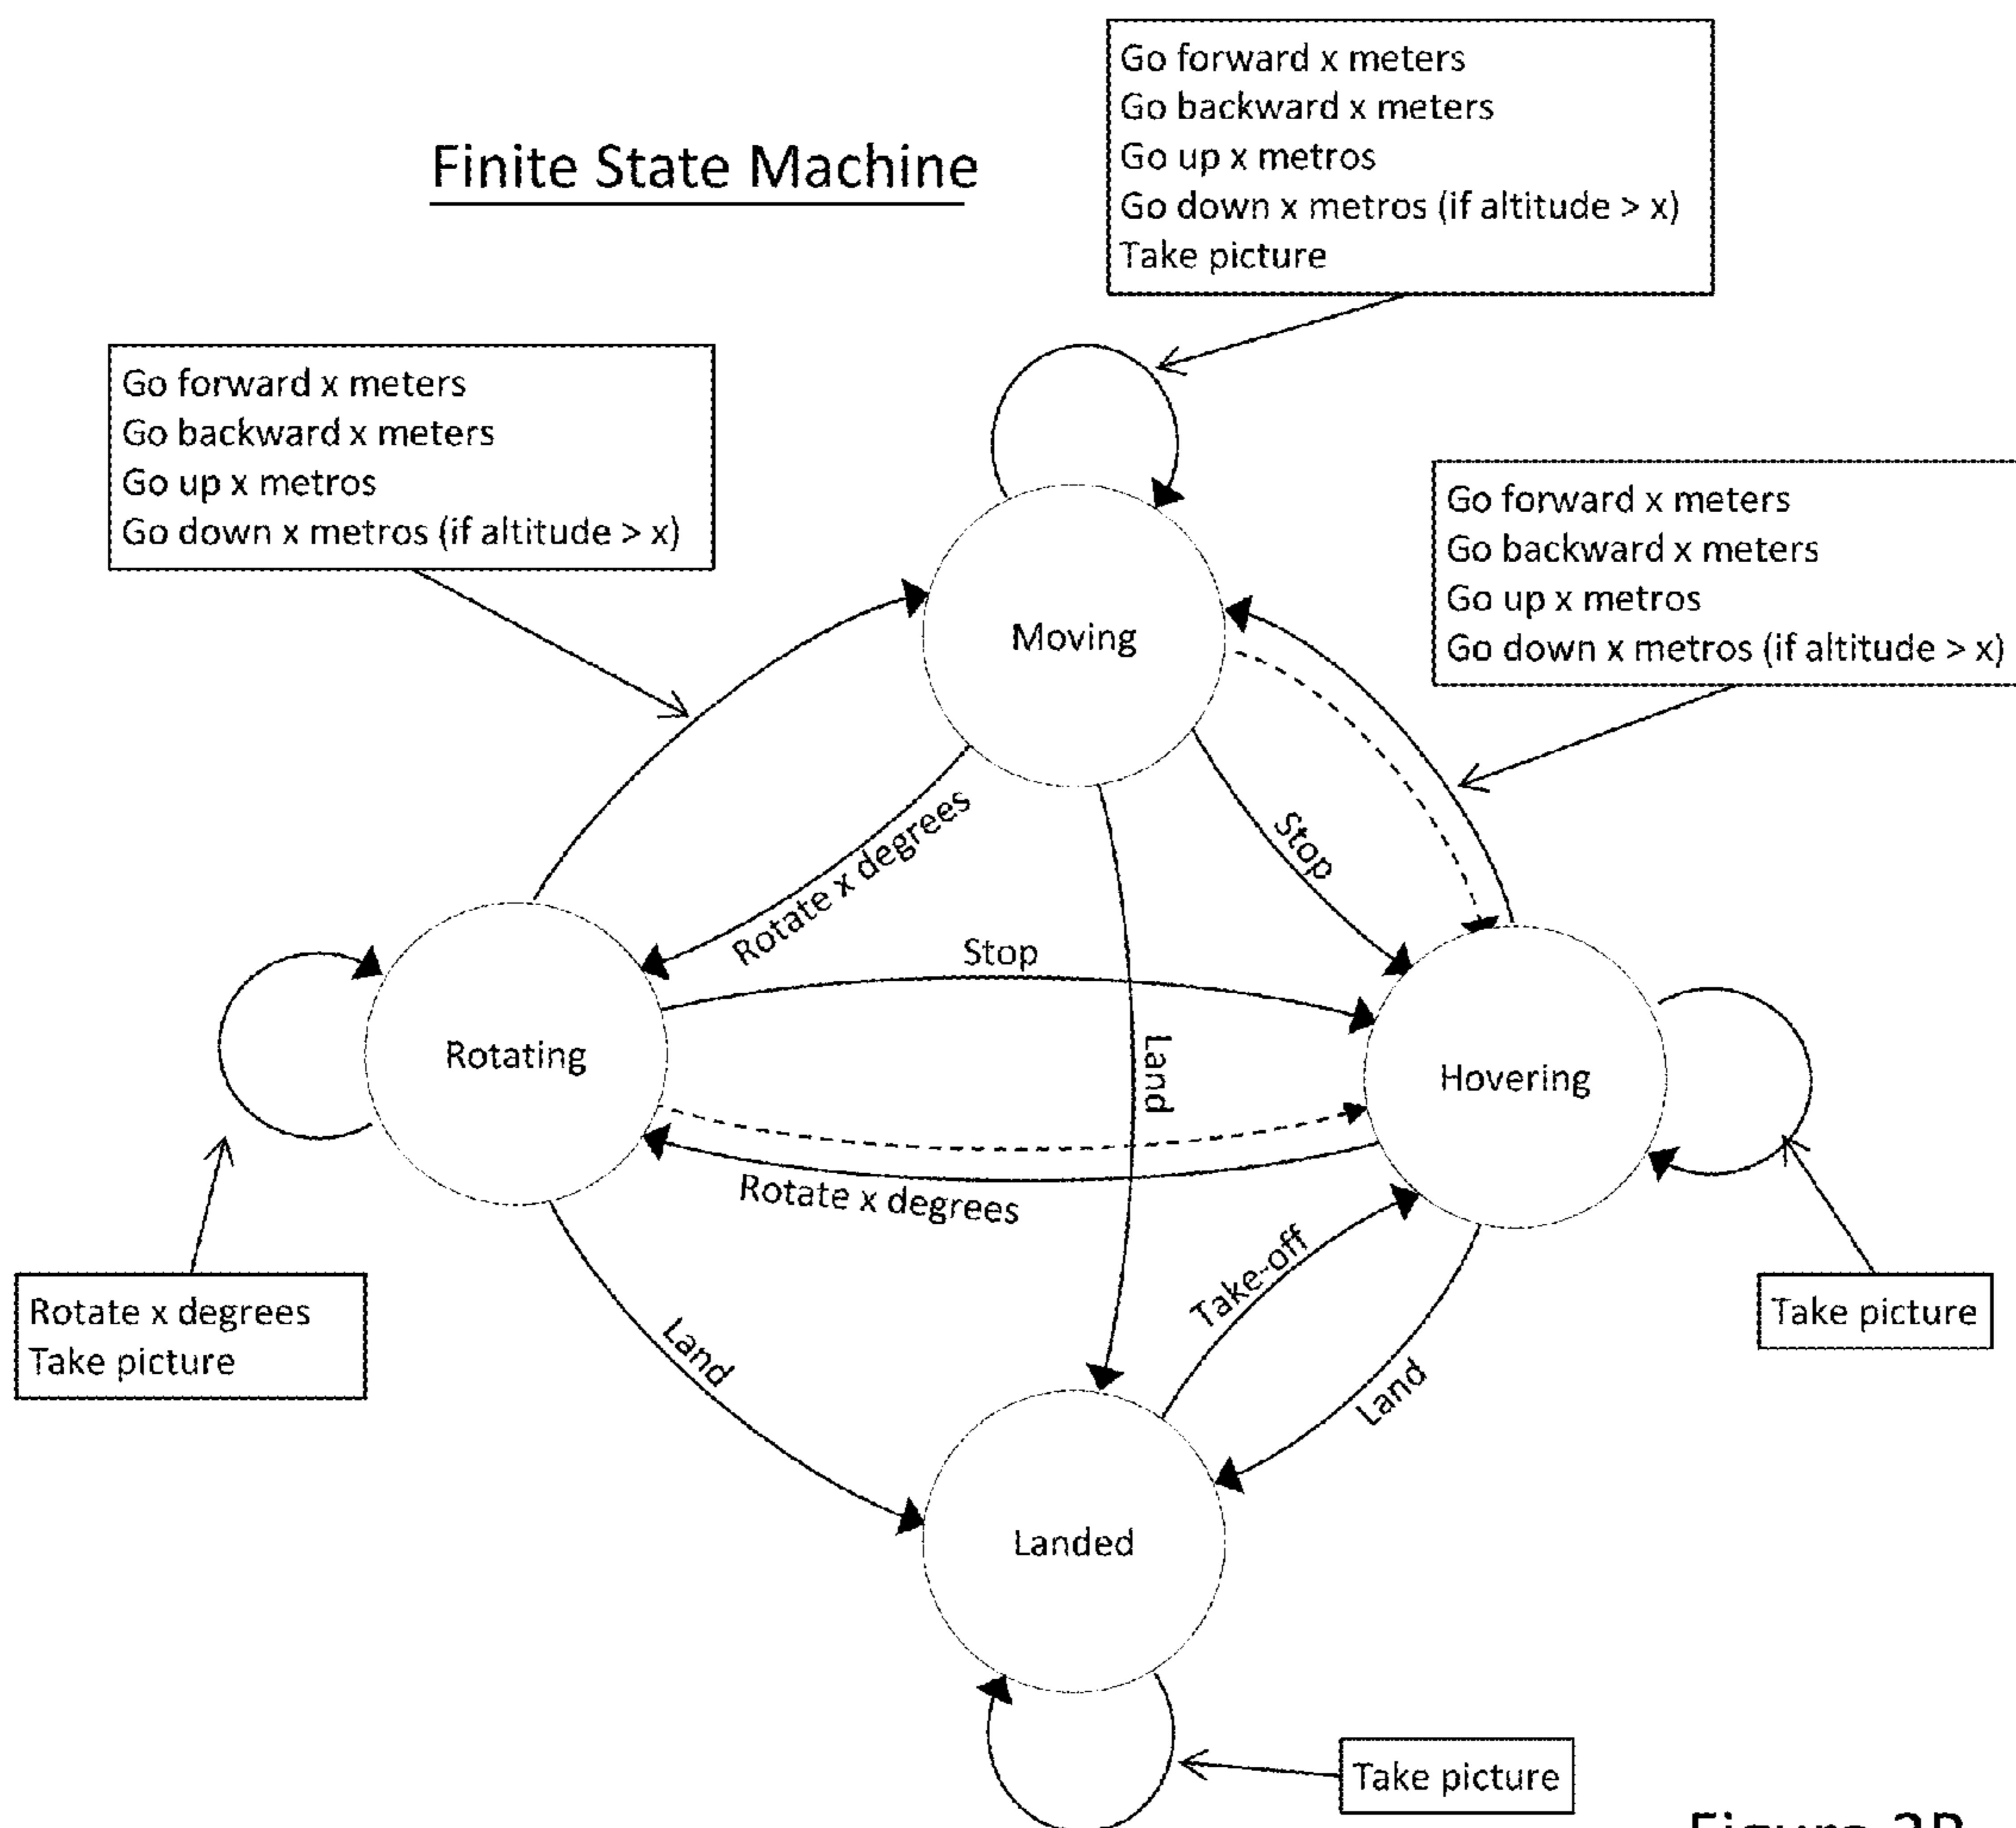 Finite State Machine
Go forward x meters
Go backward x meters
Go up x metros
Go down x metros (if altitude > x)
Take picture
Go forward x meters
Go backward x meters
Go up x metros
Go down x metros (if altitude > x)
Go forward x meters
Go backward x meters
Go up x metros
Go down x metros (if altitude > x)
Moving
Rotate x degrees
Stop
Stop
Rotating
Land
Hovering
Rotate x degrees
Take-off
Rotate x degrees
Take picture
Land
Land
Take picture
Landed
Take picture